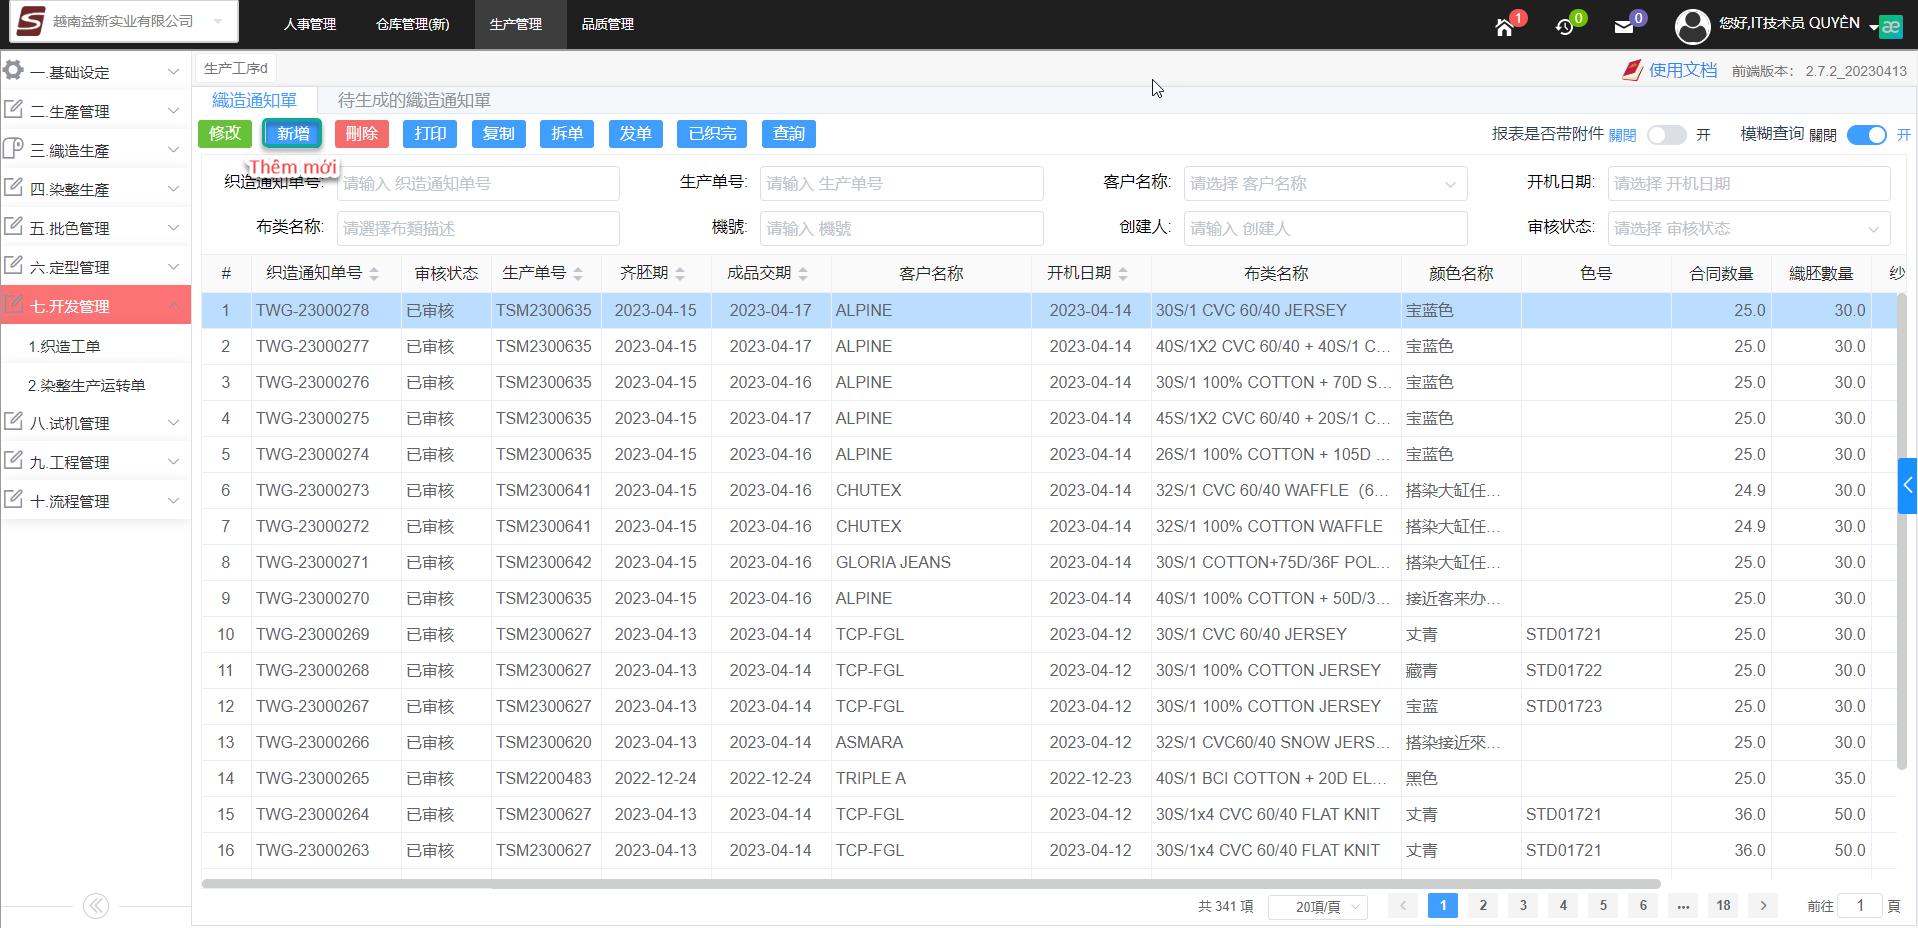 越南益新实业有限公司
人事管理 仓库管理(新) 生产管理 品质管理
1 0 0 您好,IT技术员 QUYÊN æ
生产工序d 使用文档 前端版本： 2.7.2_20230413
織造通知單 待生成的織造通知單
修改 新增 刪除 打印 复制 拆单 发单 已织完 查詢
报表是否带附件 關閉 开 模糊查询 關閉 开
Thêm mới
织造通知单号: 请输入 织造通知单号 生产单号: 请输入 生产单号 客户名称: 请选择 客户名称 开机日期: 请选择 开机日期
布类名称: 请選擇布類描述 機號: 请输入 機號 创建人: 请输入 创建人 审核状态: 请选择 审核状态
一.基础设定
二.生產管理
三.織造生產
四.染整生產
五.批色管理
六.定型管理
七.开发管理
1.织造工单
2.染整生产运转单
八.试机管理
九.工程管理
十.流程管理
# 织造通知单号 审核状态 生产单号 齐胚期 成品交期 客户名称 开机日期 布类名称 颜色名称 色号 合同数量 織胚數量 纱
1 TWG-23000278 已审核 TSM2300635 2023-04-15 2023-04-17 ALPINE 2023-04-14 30S/1 CVC 60/40 JERSEY 宝蓝色 25.0 30.0
2 TWG-23000277 已审核 TSM2300635 2023-04-15 2023-04-17 ALPINE 2023-04-14 40S/1X2 CVC 60/40 + 40S/1 C... 宝蓝色 25.0 30.0
3 TWG-23000276 已审核 TSM2300635 2023-04-15 2023-04-16 ALPINE 2023-04-14 30S/1 100% COTTON + 70D S... 宝蓝色 25.0 30.0
4 TWG-23000275 已审核 TSM2300635 2023-04-15 2023-04-17 ALPINE 2023-04-14 45S/1X2 CVC 60/40 + 20S/1 C... 宝蓝色 25.0 30.0
5 TWG-23000274 已审核 TSM2300635 2023-04-15 2023-04-16 ALPINE 2023-04-14 26S/1 100% COTTON + 105D ... 宝蓝色 25.0 30.0
6 TWG-23000273 已审核 TSM2300641 2023-04-15 2023-04-16 CHUTEX 2023-04-14 32S/1 CVC 60/40 WAFFLE（6... 搭染大缸任... 24.9 30.0
7 TWG-23000272 已审核 TSM2300641 2023-04-15 2023-04-16 CHUTEX 2023-04-14 32S/1 100% COTTON WAFFLE 搭染大缸任... 24.9 30.0
8 TWG-23000271 已审核 TSM2300642 2023-04-15 2023-04-16 GLORIA JEANS 2023-04-14 30S/1 COTTON+75D/36F POL... 搭染大缸任... 25.0 30.0
9 TWG-23000270 已审核 TSM2300635 2023-04-15 2023-04-16 ALPINE 2023-04-14 40S/1 100% COTTON + 50D/3... 接近客来办... 25.0 30.0
10 TWG-23000269 已审核 TSM2300627 2023-04-13 2023-04-14 TCP-FGL 2023-04-12 30S/1 CVC 60/40 JERSEY 丈青 STD01721 25.0 30.0
11 TWG-23000268 已审核 TSM2300627 2023-04-13 2023-04-14 TCP-FGL 2023-04-12 30S/1 100% COTTON JERSEY 藏青 STD01722 25.0 30.0
12 TWG-23000267 已审核 TSM2300627 2023-04-13 2023-04-14 TCP-FGL 2023-04-12 30S/1 100% COTTON JERSEY 宝蓝 STD01723 25.0 30.0
13 TWG-23000266 已审核 TSM2300620 2023-04-13 2023-04-14 ASMARA 2023-04-12 32S/1 CVC60/40 SNOW JERS... 搭染接近來... 25.0 30.0
14 TWG-23000265 已审核 TSM2200483 2022-12-24 2022-12-24 TRIPLE A 2022-12-23 40S/1 BCI COTTON + 20D EL... 黑色 25.0 35.0
15 TWG-23000264 已审核 TSM2300627 2023-04-13 2023-04-14 TCP-FGL 2023-04-12 30S/1x4 CVC 60/40 FLAT KNIT 丈青 STD01721 36.0 50.0
16 TWG-23000263 已审核 TSM2300627 2023-04-13 2023-04-14 TCP-FGL 2023-04-12 30S/1x4 CVC 60/40 FLAT KNIT 丈青 STD01721 36.0 50.0
共 341 項 20項/頁 1 2 3 4 5 6 ... 18 前往 1 頁